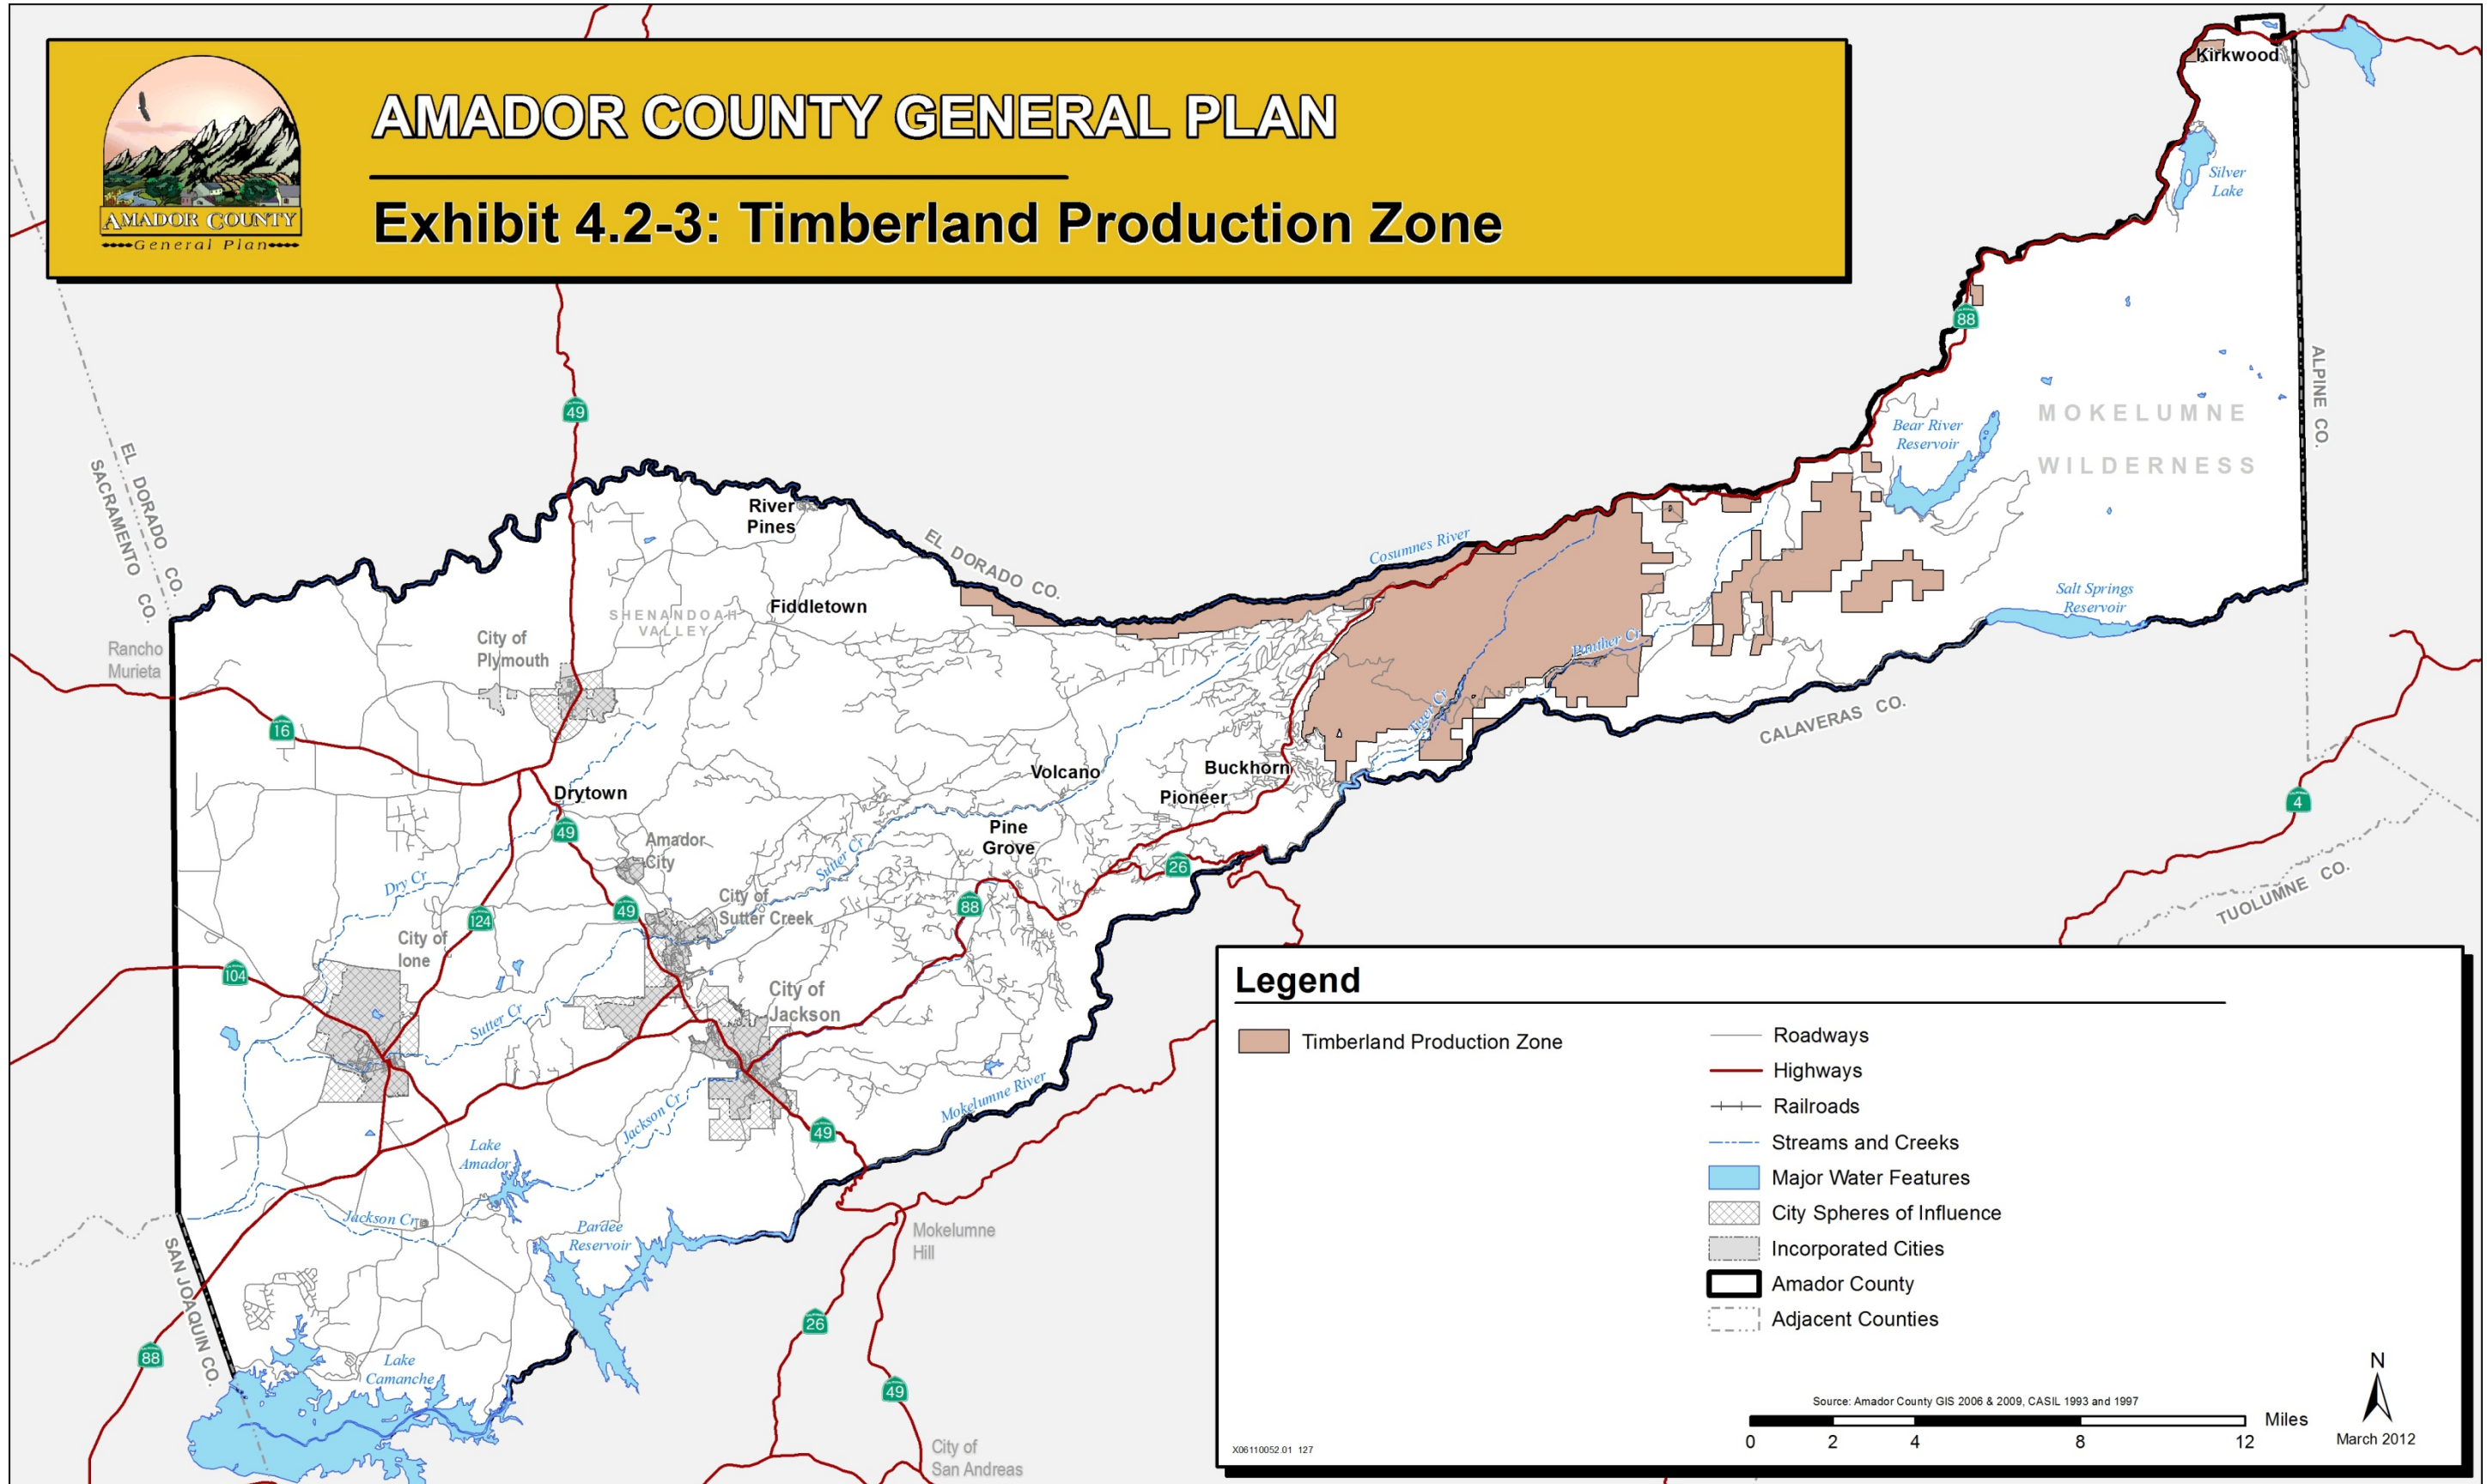 AMADOR COUNTY GENERAL PLAN
Exhibit 4.2-3: Timberland Production Zone
AMADOR COUNTY
General Plan
Kirkwood
Silver
Lake
88
ALPINE CO.
MOKELUMNE
WILDERNESS
Bear River
Reservoir
49
EL DORADO CO.
SACRAMENTO CO.
River
Pines
EL DORADO CO.
Cosumnes River
Fiddletown
SHENANDOAH
VALLEY
Salt Springs
Reservoir
City of
Plymouth
Rancho
Murieta
Panther Cr
Tiger Cr
CALAVERAS CO.
16
Volcano
Buckhorn
Drytown
Pioneer
4
49
Pine
Grove
Amador
City
Sutter Cr
26
TUOLUMNE CO.
Dry Cr
City of
Sutter Creek
49
88
124
City of
Ione
104
City of
Jackson
Sutter Cr
Mokelumne River
Jackson Cr
49
Lake
Amador
Jackson Cr
Pardee
Reservoir
Mokelumne
Hill
SAN JOAQUIN CO.
26
88
Lake
Camanche
49
City of
San Andreas
Legend
Timberland Production Zone
Roadways
Highways
Railroads
Streams and Creeks
Major Water Features
City Spheres of Influence
Incorporated Cities
Amador County
Adjacent Counties
N
Source: Amador County GIS 2006 & 2009, CASIL 1993 and 1997
Miles
0 2 4 8 12
March 2012
X06110052.01 127